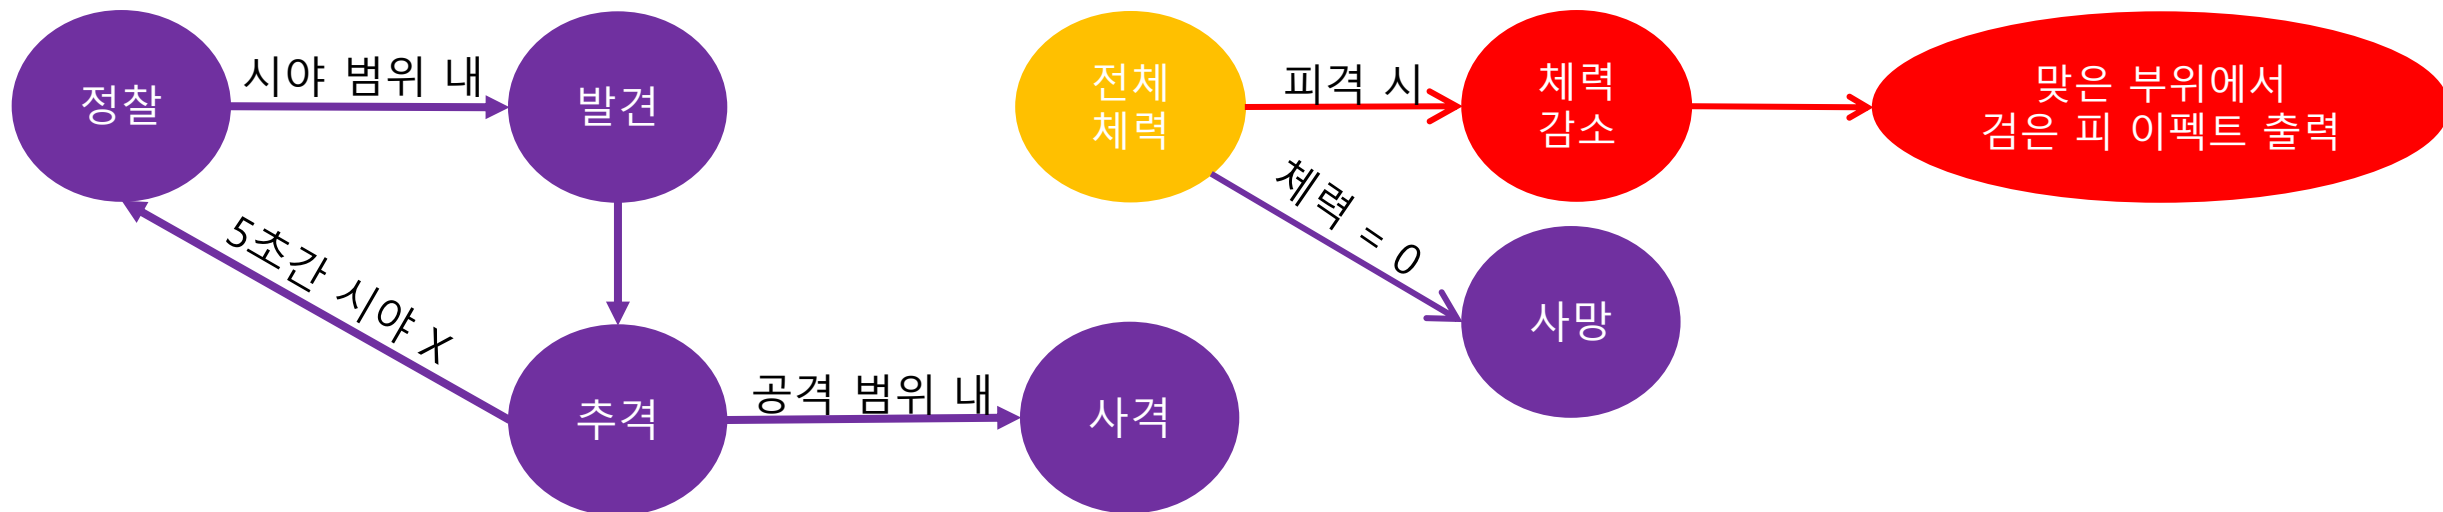 정찰
시야 범위 내
발견
5초간 시야 X
추격
공격 범위 내
사격
전체
체력
피격 시
체력
감소
맞은 부위에서
검은 피 이펙트 출력
체력 = 0
사망